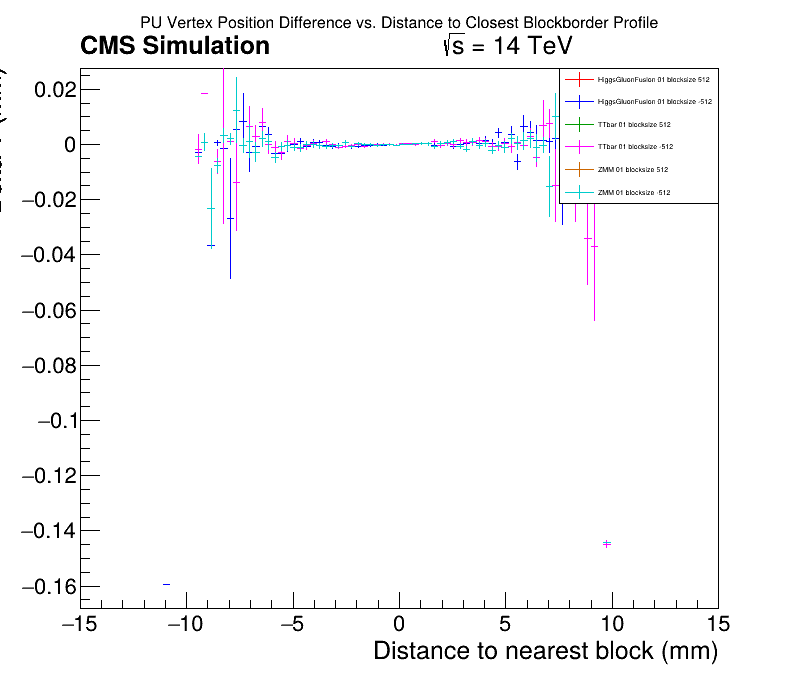 PU Vertex Position Difference vs. Distance to Closest Blockborder Profile
CMS Simulation
√s = 14 TeV
HiggsGluonFusion 01 blocksize 512
HiggsGluonFusion 01 blocksize -512
TTbar 01 blocksize 512
TTbar 01 blocksize -512
ZMM 01 blocksize 512
ZMM 01 blocksize -512
0.02
0
−0.02
−0.04
−0.06
−0.08
−0.1
−0.12
−0.14
−0.16
−15 −10 −5 0 5 10 15
Distance to nearest block (mm)